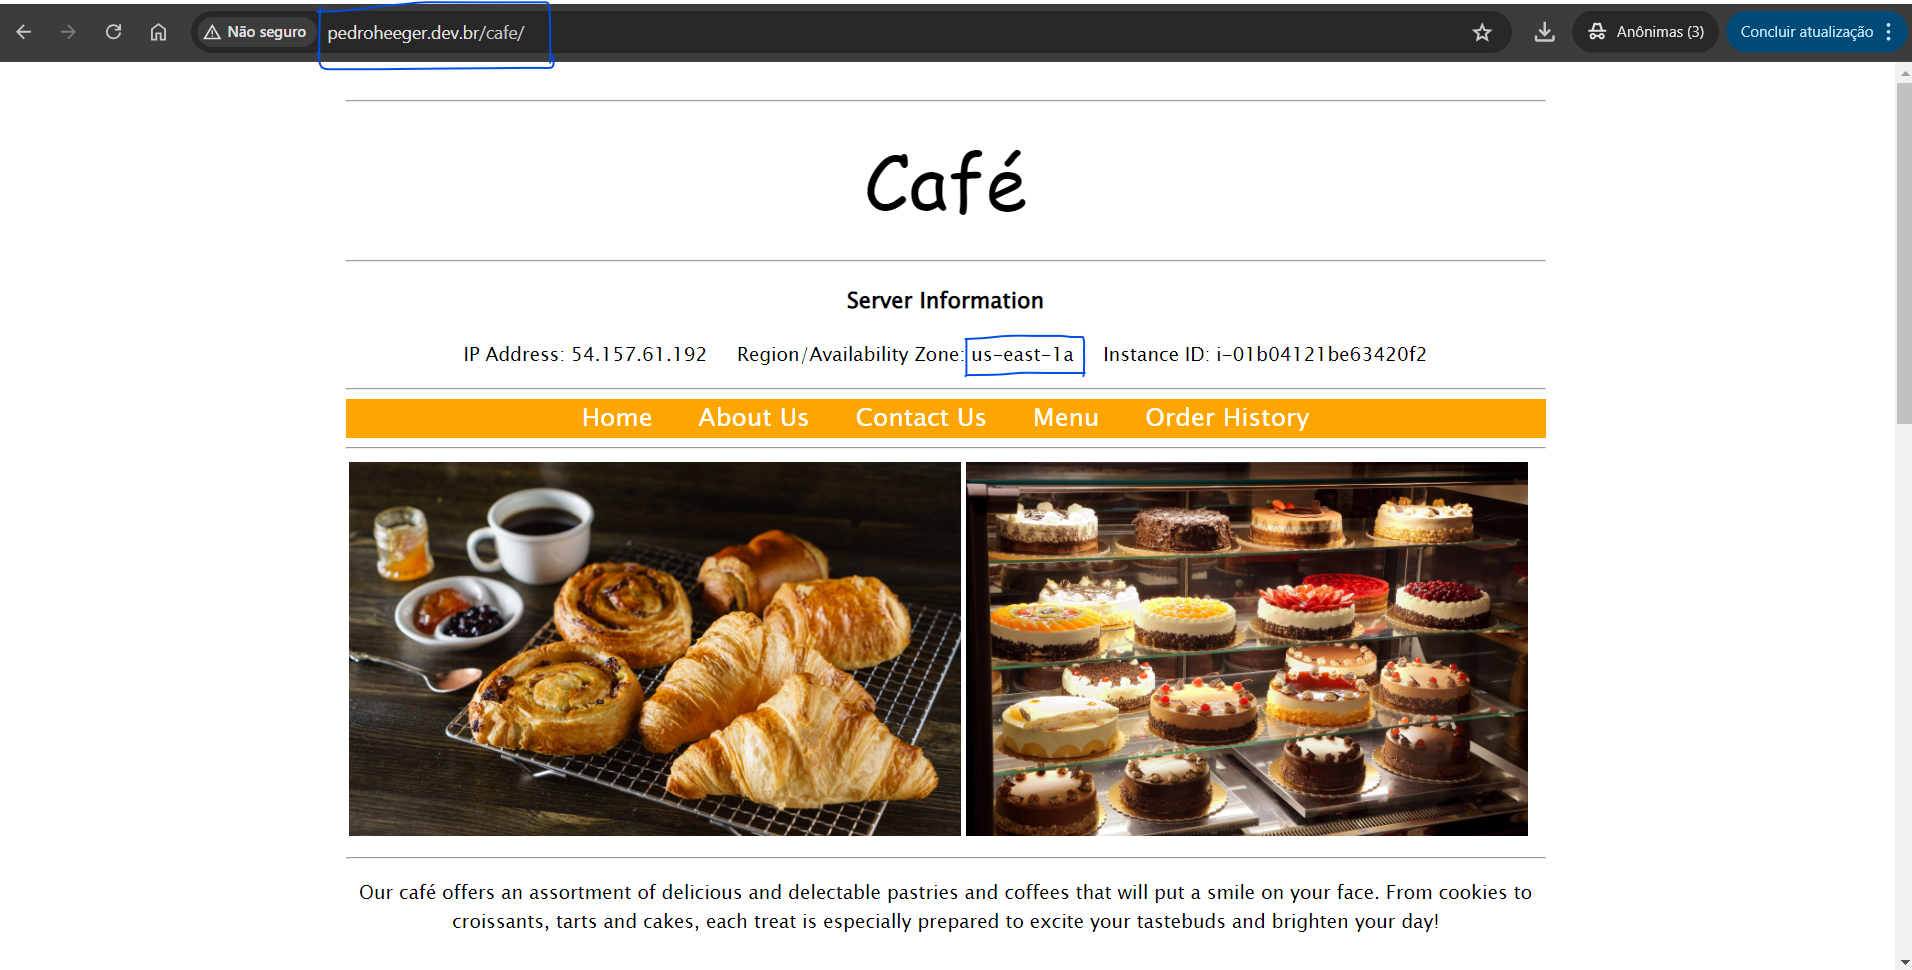 Não seguro pedroheeger.dev.br/cafe/ Anônimas (3) Concluir atualização
Café
Server Information
IP Address: 54.157.61.192 Region/Availability Zone: us-east-1a Instance ID: i-01b04121be63420f2
Home About Us Contact Us Menu Order History
Our café offers an assortment of delicious and delectable pastries and coffees that will put a smile on your face. From cookies to
croissants, tarts and cakes, each treat is especially prepared to excite your tastebuds and brighten your day!